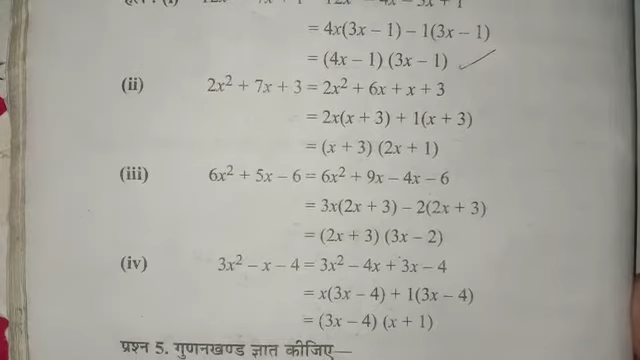 = 4x(3x – 1) – 1(3x – 1)
= (4x – 1) (3x – 1)
(ii) 2x² + 7x + 3 = 2x² + 6x + x + 3
= 2x(x + 3) + 1(x + 3)
= (x + 3) (2x + 1)
(iii) 6x² + 5x – 6 = 6x² + 9x – 4x – 6
= 3x(2x + 3) – 2(2x + 3)
= (2x + 3) (3x – 2)
(iv) 3x² – x – 4 = 3x² – 4x + 3x – 4
= x(3x – 4) + 1(3x – 4)
= (3x – 4) (x + 1)
प्रश्न 5. गुणनखण्ड ज्ञात कीजिए—